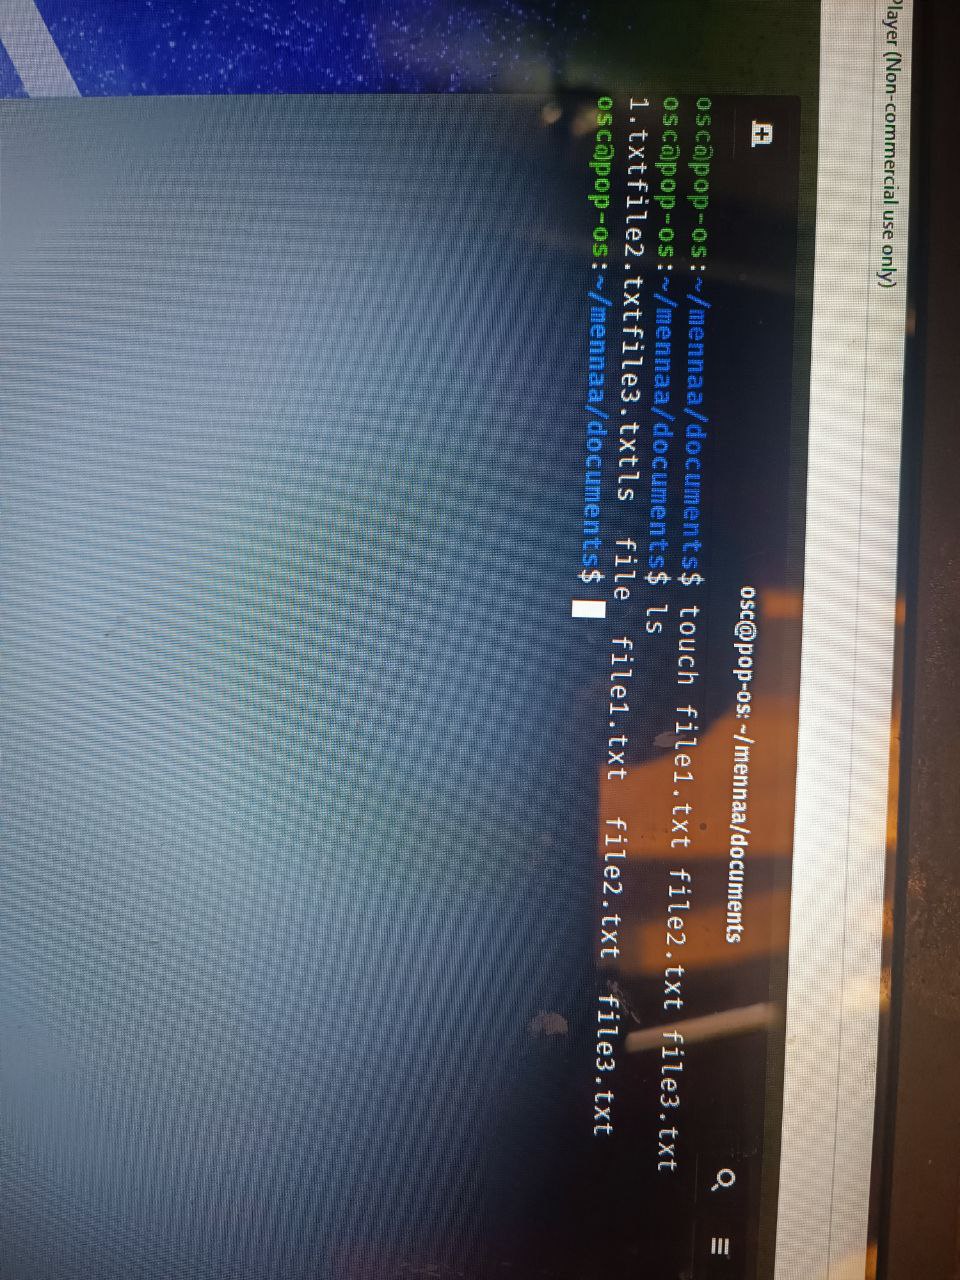 Player (Non-commercial use only)
osc@pop-os: ~/mennaa/documents
osc@pop-os:~/mennaa/documents$ touch file1.txt file2.txt file3.txt
osc@pop-os:~/mennaa/documents$ ls
1.txtfile2.txtfile3.txtls  file  file1.txt  file2.txt  file3.txt
osc@pop-os:~/mennaa/documents$